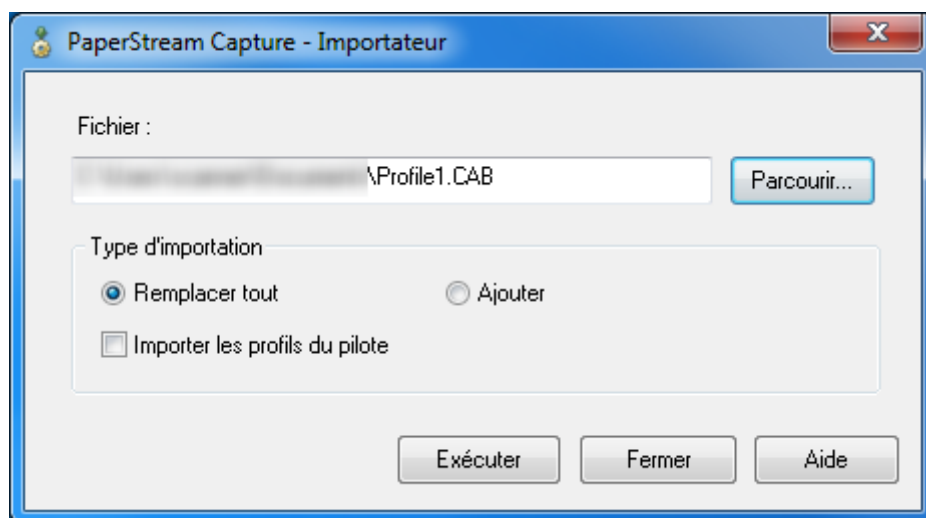 PaperStream Capture - Importateur
Fichier :
\Profile1.CAB
Parcourir...
Type d'importation
Remplacer tout
Ajouter
Importer les profils du pilote
Exécuter
Fermer
Aide